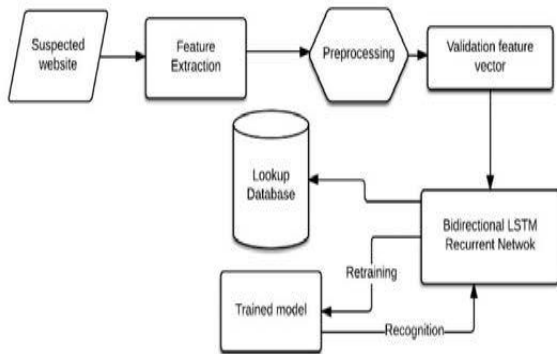 Suspected
website
Feature
Extraction
Preprocessing
Validation feature
vector
Lookup
Database
Bidirectional LSTM
Recurrent Netwok
Retraining
Trained model
Recognition